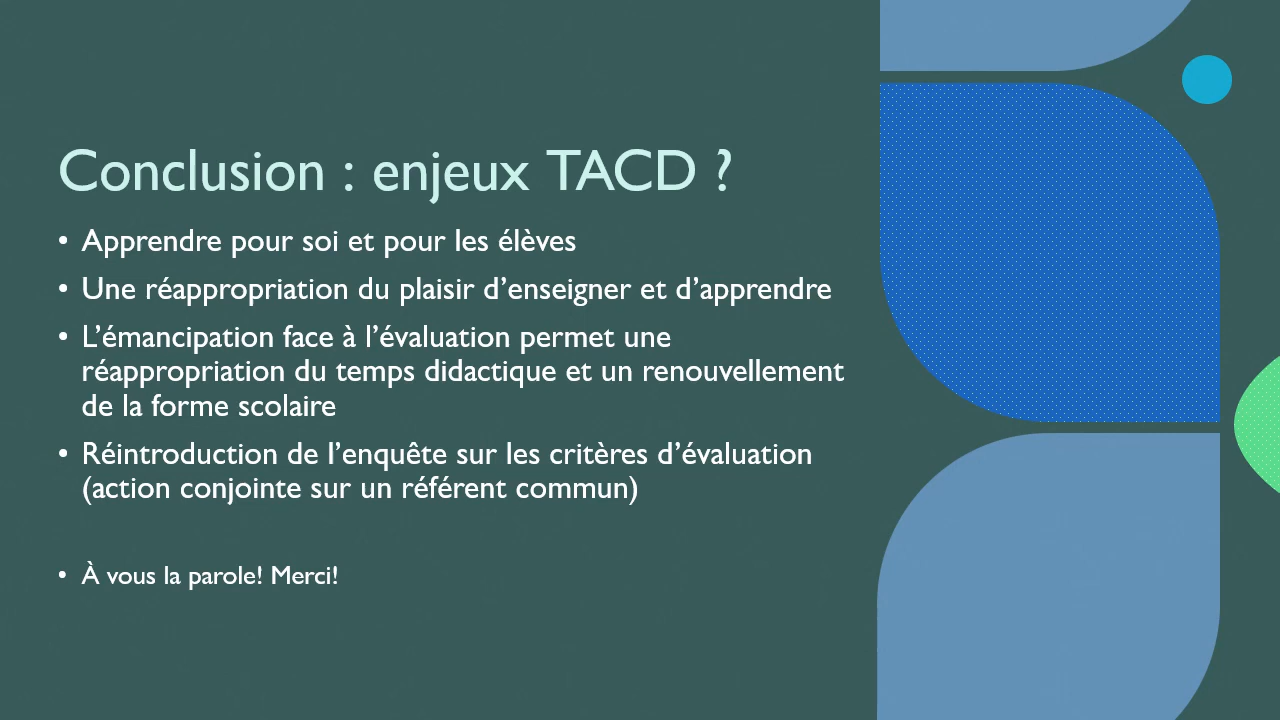 Conclusion : enjeux TACD ?
• Apprendre pour soi et pour les élèves
• Une réappropriation du plaisir d’enseigner et d’apprendre
• L’émancipation face à l’évaluation permet une
réappropriation du temps didactique et un renouvellement
de la forme scolaire
• Réintroduction de l’enquête sur les critères d’évaluation
(action conjointe sur un référent commun)
• À vous la parole! Merci!